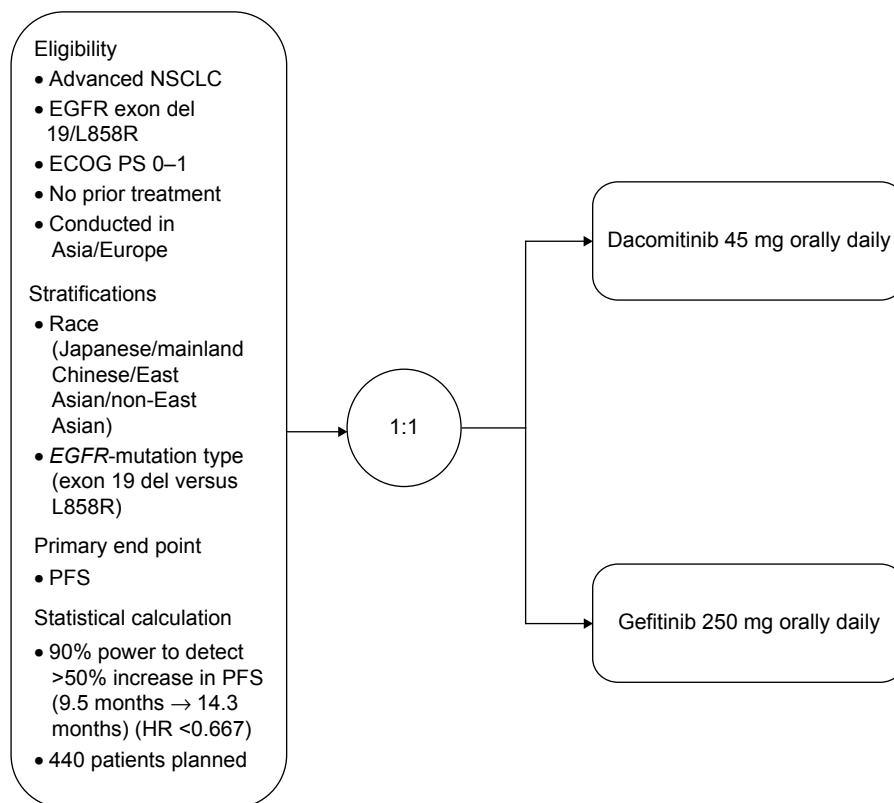 Eligibility
• Advanced NSCLC
• EGFR exon del
19/L858R
• ECOG PS 0–1
• No prior treatment
• Conducted in
Asia/Europe
Stratifications
• Race
(Japanese/mainland
Chinese/East
Asian/non-East
Asian)
• EGFR-mutation type
(exon 19 del versus
L858R)
Primary end point
• PFS
Statistical calculation
• 90% power to detect
>50% increase in PFS
(9.5 months → 14.3
months) (HR <0.667)
• 440 patients planned
1:1
Dacomitinib 45 mg orally daily
Gefitinib 250 mg orally daily